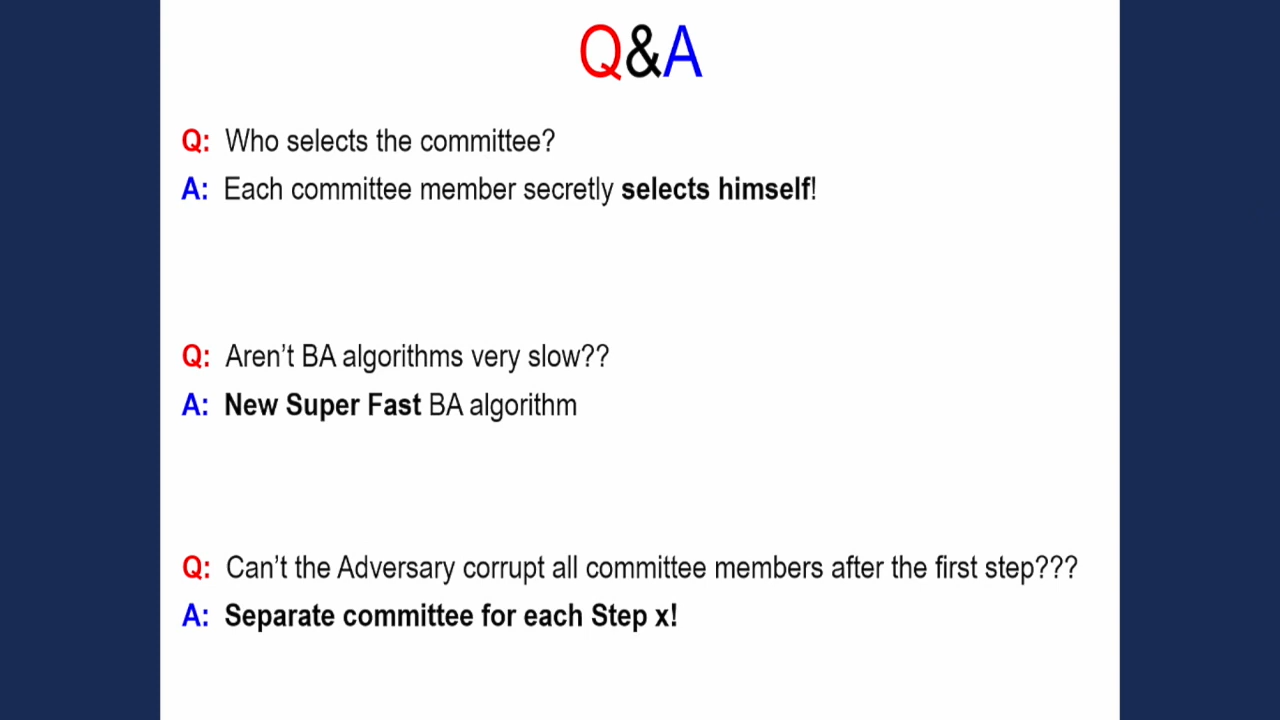 Q&A
Q: Who selects the committee?
A: Each committee member secretly selects himself!
Q: Aren’t BA algorithms very slow??
A: New Super Fast BA algorithm
Q: Can’t the Adversary corrupt all committee members after the first step???
A: Separate committee for each Step x!